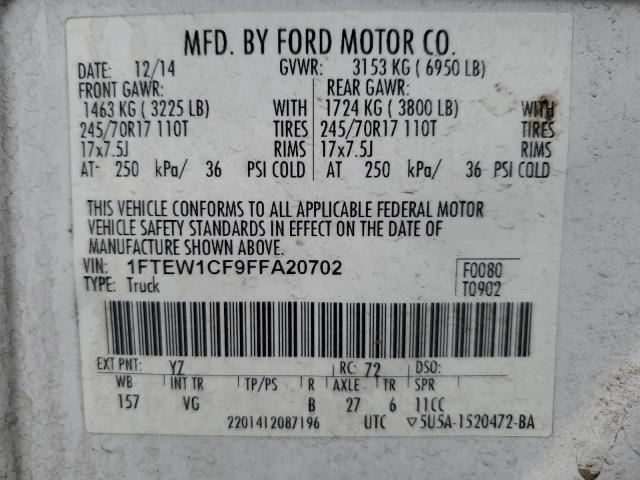 MFD. BY FORD MOTOR CO.
DATE: 12/14 GVWR: 3153 KG ( 6950 LB)
FRONT GAWR: REAR GAWR:
1463 KG ( 3225 LB) WITH 1724 KG ( 3800 LB) WITH
245/70R17 110T TIRES 245/70R17 110T TIRES
17x7.5J RIMS 17x7.5J RIMS
AT- 250 kPa/ 36 PSI COLD AT 250 kPa/ 36 PSI COLD
THIS VEHICLE CONFORMS TO ALL APPLICABLE FEDERAL MOTOR
VEHICLE SAFETY STANDARDS IN EFFECT ON THE DATE OF
MANUFACTURE SHOWN ABOVE.
VIN: 1FTEW1CF9FFA20702 F0080
TYPE: Truck T0902
EXT PNT: YZ RC: 72 DSO:
WB INT TR TP/PS R AXLE TR SPR
157 VG B 27 6 11CC
2201412087196 UTC ▽5U5A-1520472-BA